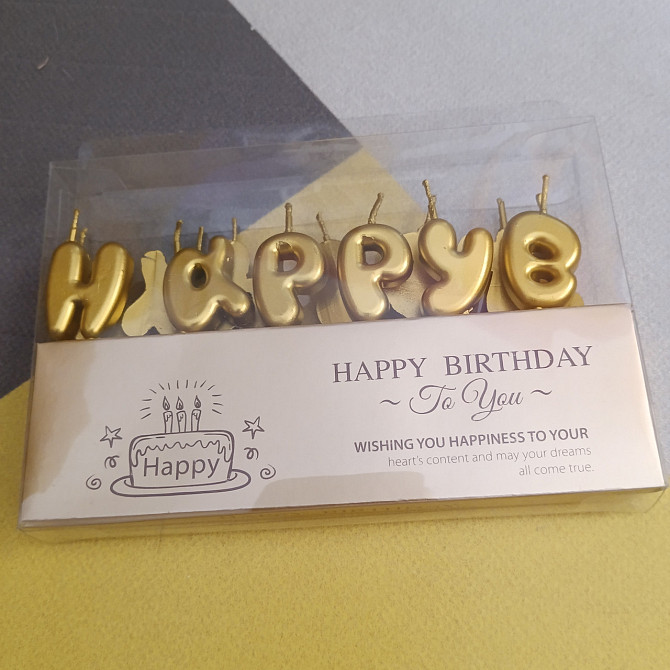 HAPPYB
HAPPY BIRTHDAY
~ To You ~
WISHING YOU HAPPINESS TO YOUR
heart's content and may your dreams
all come true.
Happy